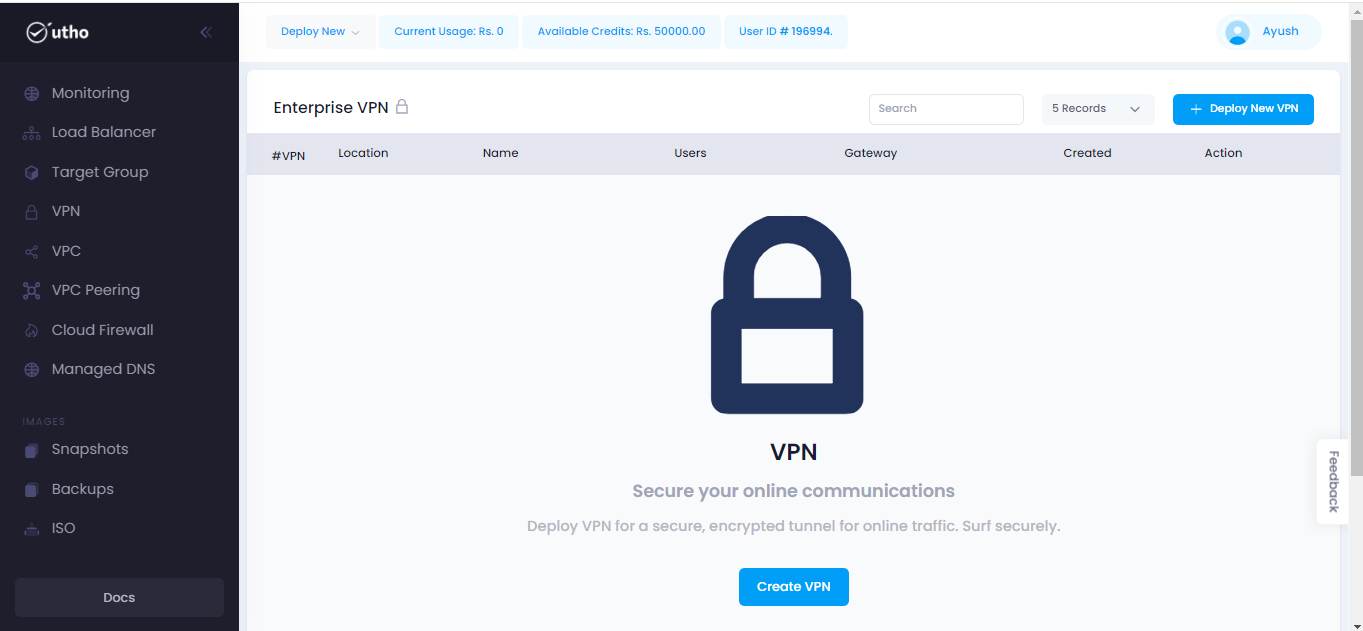 utho
Deploy New
Current Usage: Rs. 0
Available Credits: Rs. 50000.00
User ID # 196994.
Ayush
Monitoring
Load Balancer
Target Group
VPN
VPC
VPC Peering
Cloud Firewall
Managed DNS
IMAGES
Snapshots
Backups
ISO
Docs
Enterprise VPN
Search
5 Records
+ Deploy New VPN
#VPN Location Name Users Gateway Created Action
VPN
Secure your online communications
Deploy VPN for a secure, encrypted tunnel for online traffic. Surf securely.
Create VPN
Feedback